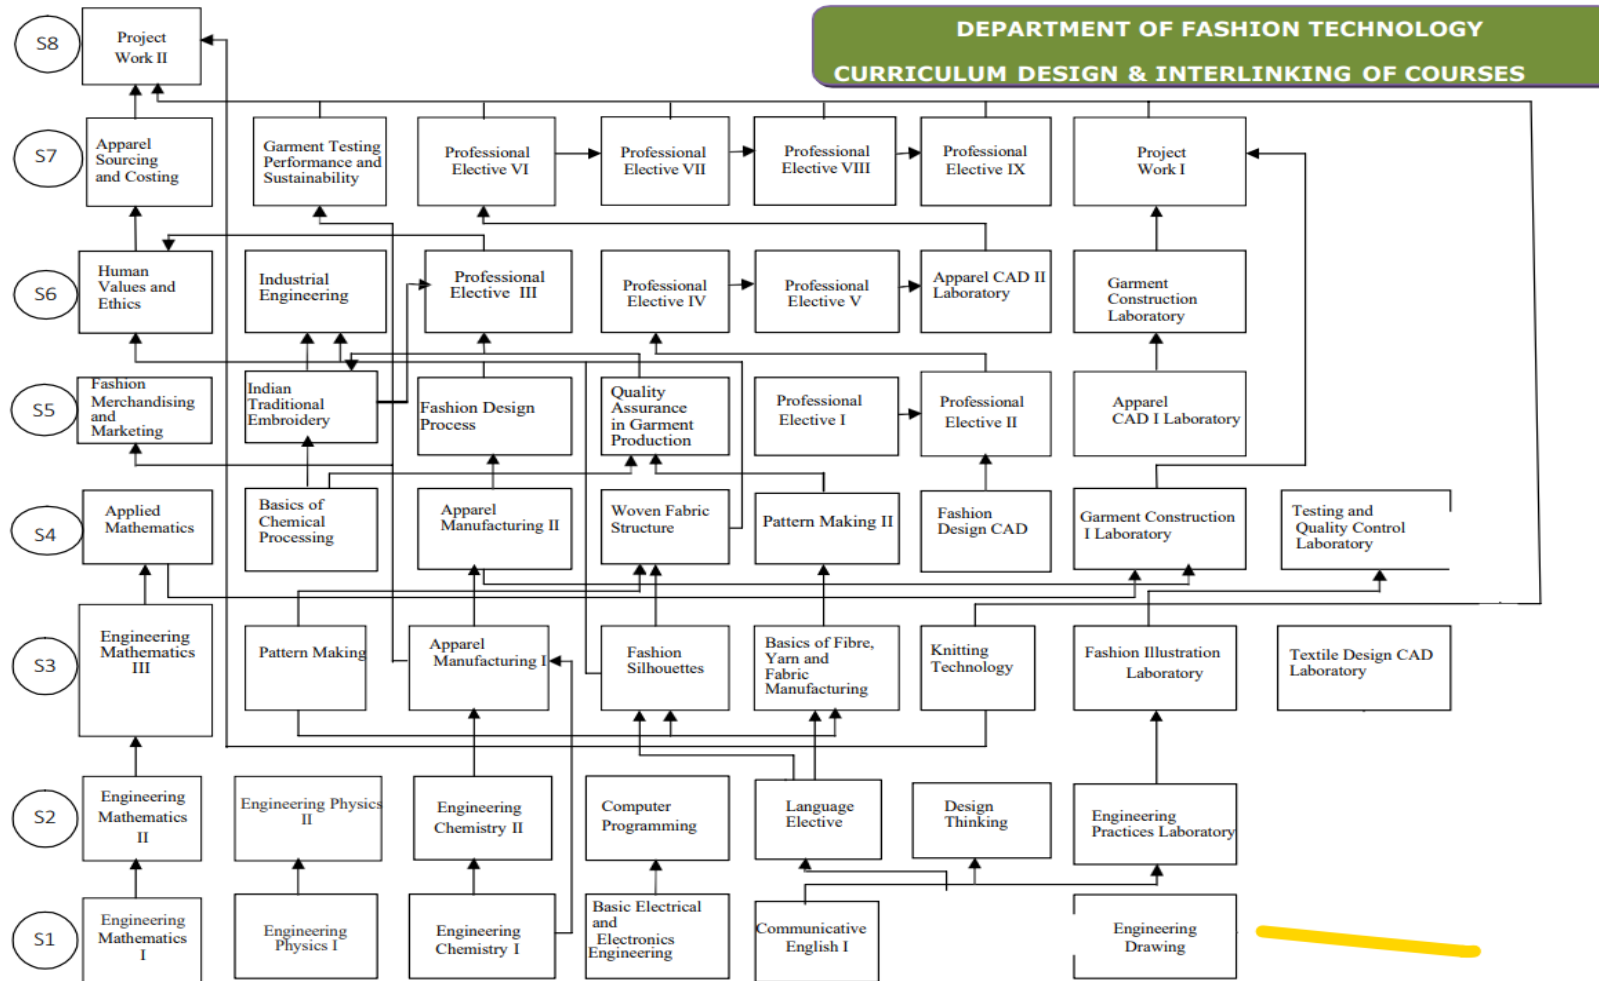 DEPARTMENT OF FASHION TECHNOLOGY
CURRICULUM DESIGN & INTERLINKING OF COURSES
S8
Project
Work II
S7
Apparel
Sourcing
and Costing
Garment Testing
Performance and
Sustainability
Professional
Elective VI
Professional
Elective VII
Professional
Elective VIII
Professional
Elective IX
Project
Work I
S6
Human
Values and
Ethics
Industrial
Engineering
Professional
Elective III
Professional
Elective IV
Professional
Elective V
Apparel CAD II
Laboratory
Garment
Construction
Laboratory
S5
Fashion
Merchandising
and
Marketing
Indian
Traditional
Embroidery
Fashion Design
Process
Quality
Assurance
in Garment
Production
Professional
Elective I
Professional
Elective II
Apparel
CAD I Laboratory
S4
Applied
Mathematics
Basics of
Chemical
Processing
Apparel
Manufacturing II
Woven Fabric
Structure
Pattern Making II
Fashion
Design CAD
Garment Construction
I Laboratory
Testing and
Quality Control
Laboratory
S3
Engineering
Mathematics
III
Pattern Making
Apparel
Manufacturing I
Fashion
Silhouettes
Basics of Fibre,
Yarn and
Fabric
Manufacturing
Knitting
Technology
Fashion Illustration
Laboratory
Textile Design CAD
Laboratory
S2
Engineering
Mathematics
II
Engineering Physics
II
Engineering
Chemistry II
Computer
Programming
Language
Elective
Design
Thinking
Engineering
Practices Laboratory
S1
Engineering
Mathematics
I
Engineering
Physics I
Engineering
Chemistry I
Basic Electrical
and
Electronics
Engineering
Communicative
English I
Engineering
Drawing